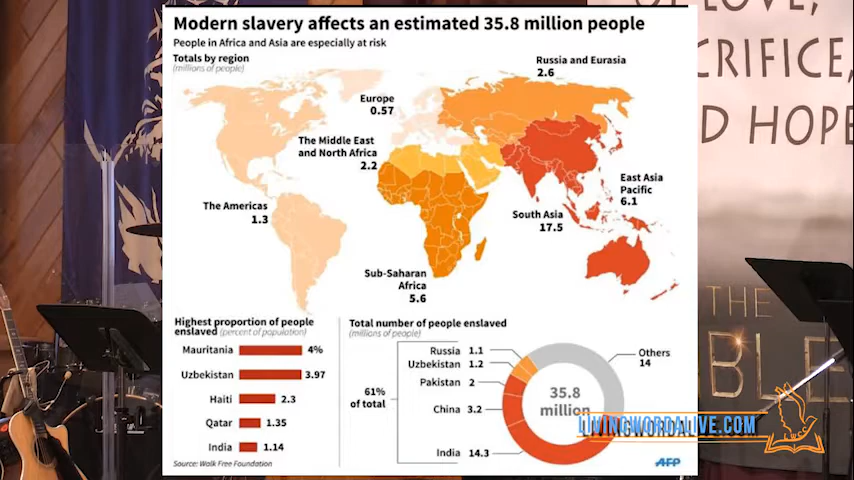 Modern slavery affects an estimated 35.8 million people
People in Africa and Asia are especially at risk
Totals by region
(millions of people)
Russia and Eurasia
2.6
Europe
0.57
The Middle East
and North Africa
2.2
East Asia
Pacific
6.1
The Americas
1.3
South Asia
17.5
Sub-Saharan
Africa
5.6
Highest proportion of people
enslaved (percent of population)
Mauritania 4%
Uzbekistan 3.97
Haiti 2.3
Qatar 1.35
India 1.14
Source: Walk Free Foundation
Total number of people enslaved
(millions of people)
61%
of total
Russia 1.1
Uzbekistan 1.2
Pakistan 2
China 3.2
India 14.3
Others
14
35.8
million
AFP
LIVINGWORDALIVE.COM
OF LOVE,
CRIFICE,
D HOPE
THE
BLE